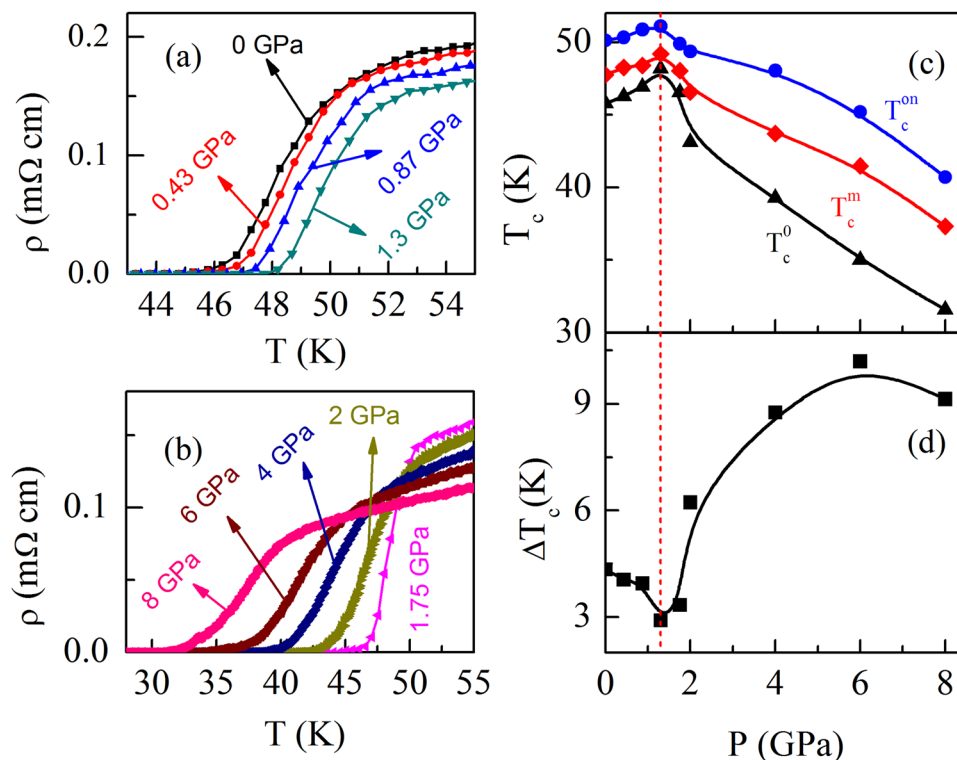 (a)
0 GPa
0.43 GPa
0.87 GPa
1.3 GPa
0.2
0.1
0.0
ρ (mΩ cm)
44 46 48 50 52 54
T (K)
(b)
8 GPa
6 GPa
4 GPa
2 GPa
1.75 GPa
0.1
0.0
ρ (mΩ cm)
30 35 40 45 50 55
T (K)
(c)
50
40
30
T_c (K)
T_c^on
T_c^m
T_c^0
(d)
9
6
3
ΔT_c(K)
0 2 4 6 8
P (GPa)